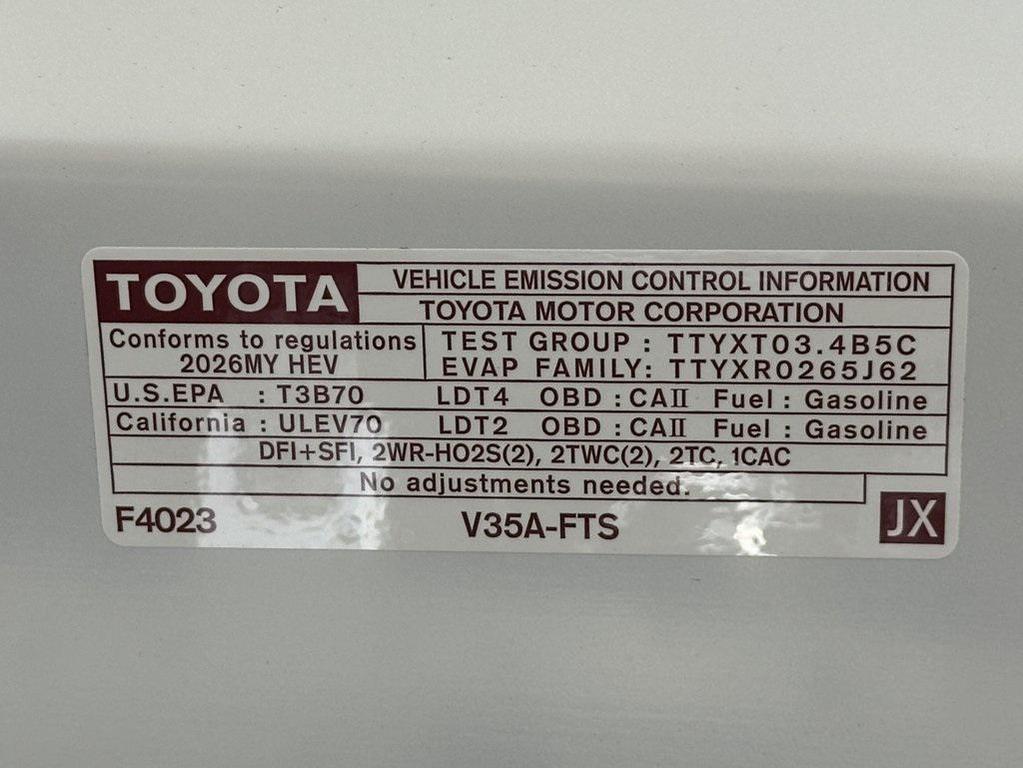 TOYOTA
VEHICLE EMISSION CONTROL INFORMATION
TOYOTA MOTOR CORPORATION
Conforms to regulations
2026MY HEV
TEST GROUP : TTYXT03.4B5C
EVAP FAMILY: TTYXR0265J62
U.S.EPA : T3B70 LDT4 OBD : CAII Fuel : Gasoline
California : ULEV70 LDT2 OBD : CAII Fuel : Gasoline
DFI+SFI, 2WR-HO2S(2), 2TWC(2), 2TC, 1CAC
No adjustments needed.
F4023 V35A-FTS JX